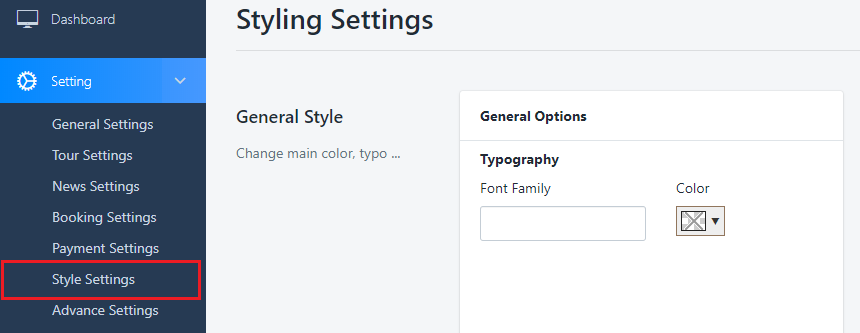 Dashboard
Setting
General Settings
Tour Settings
News Settings
Booking Settings
Payment Settings
Style Settings
Advance Settings
Styling Settings
General Style
Change main color, typo ...
General Options
Typography
Font Family
Color